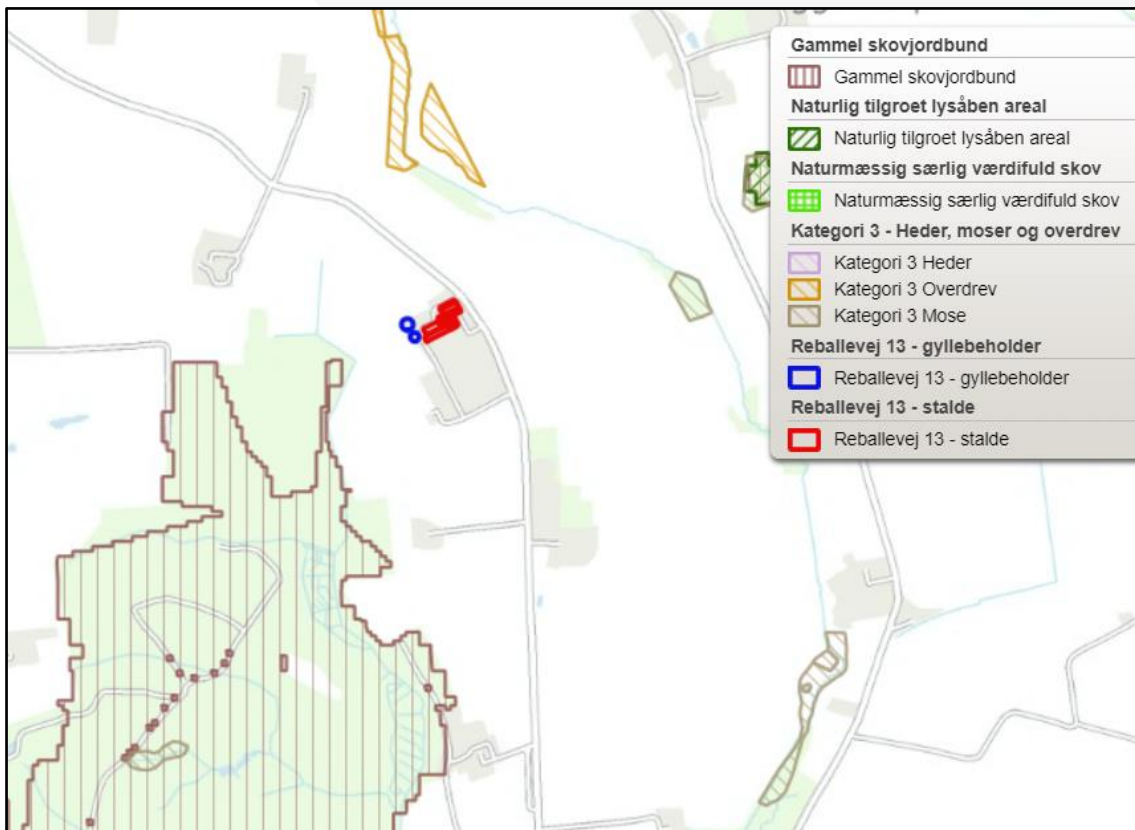 Gammel skovjordbund
Gammel skovjordbund
Naturlig tilgroet lysåben areal
Naturlig tilgroet lysåben areal
Naturmæssig særlig værdifuld skov
Naturmæssig særlig værdifuld skov
Kategori 3 - Heder, moser og overdrev
Kategori 3 Heder
Kategori 3 Overdrev
Kategori 3 Mose
Reballevej 13 - gyllebeholder
Reballevej 13 - gyllebeholder
Reballevej 13 - stalde
Reballevej 13 - stalde